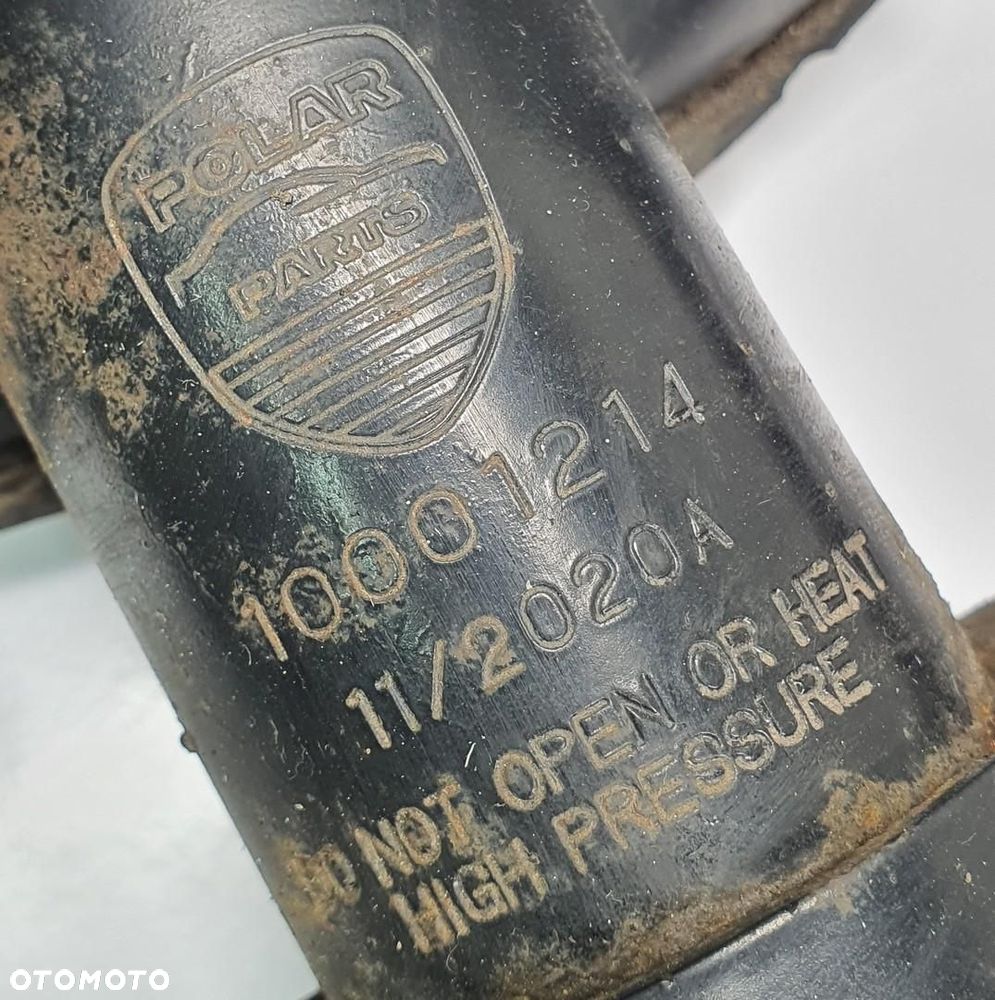 POLAR
PARTS
10001214
11/2020A
DO NOT OPEN OR HEAT
HIGH PRESSURE
OTOMOTO